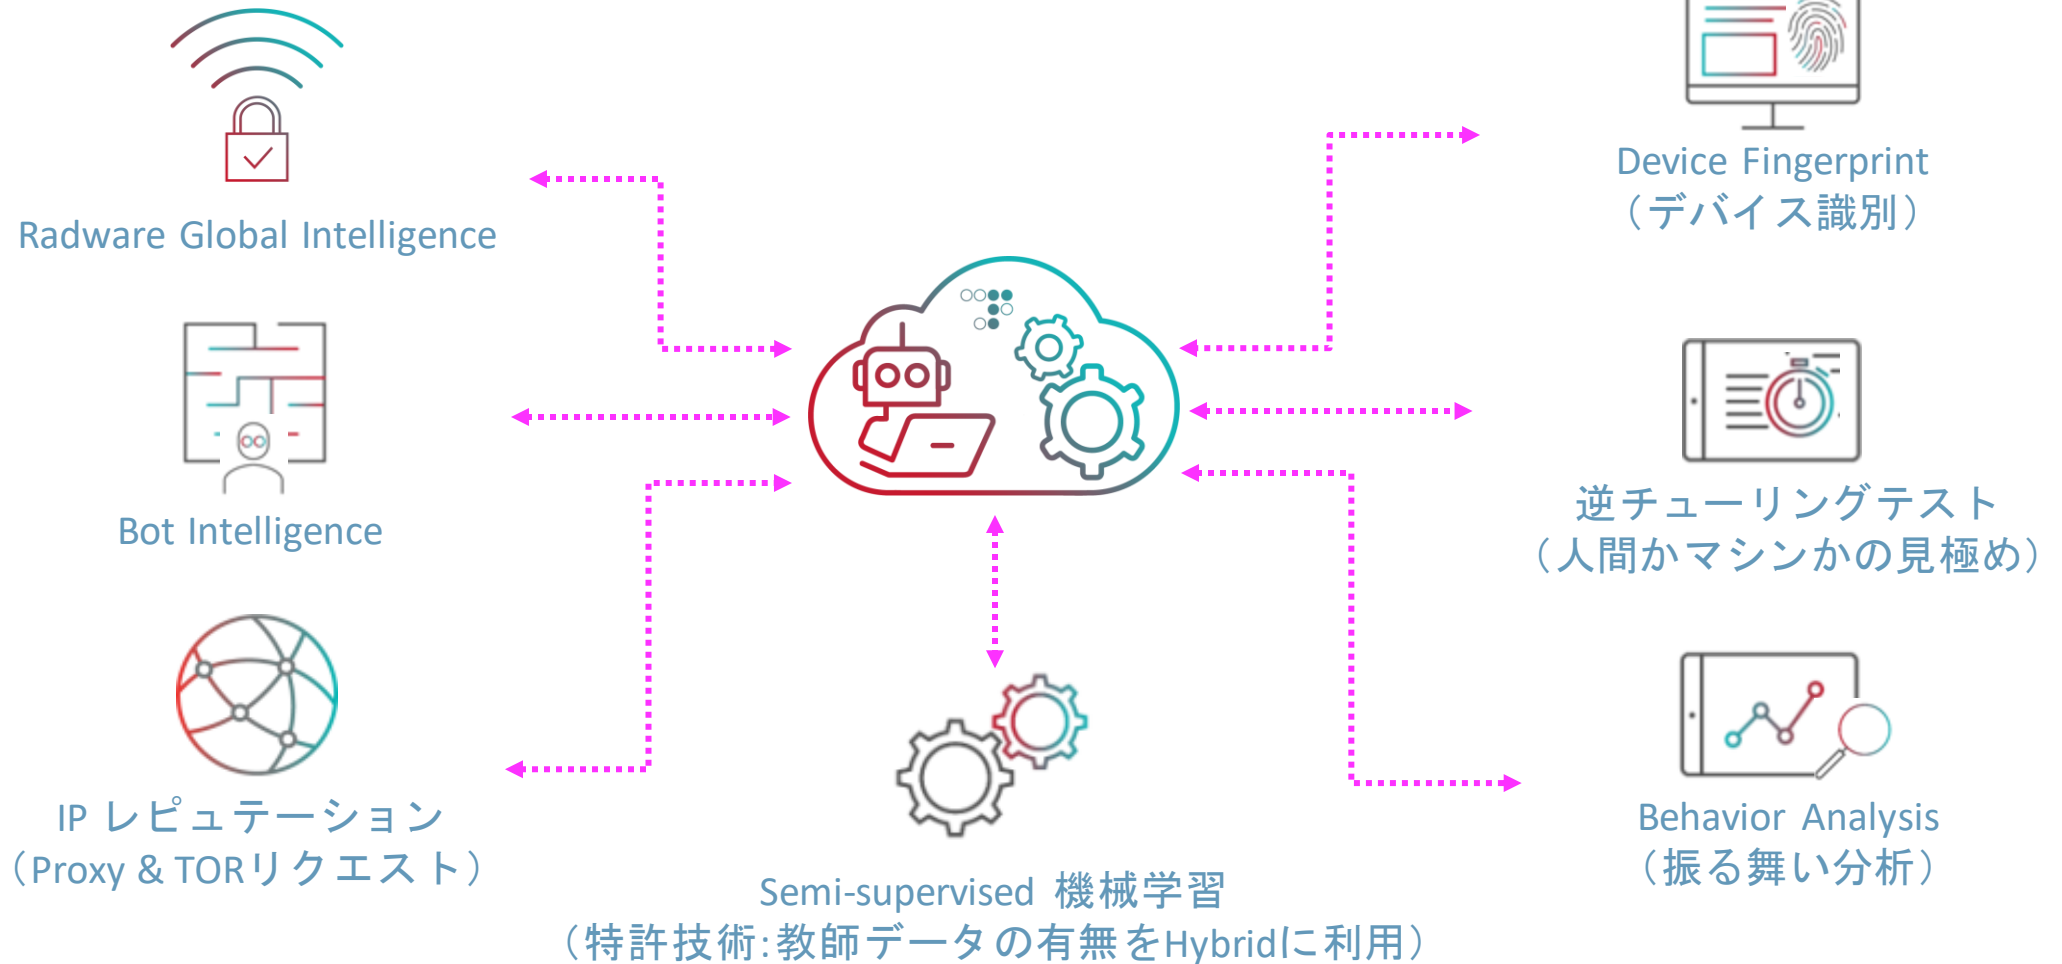 Radware Global Intelligence
Bot Intelligence
IP レピュテーション
（Proxy & TORリクエスト）
Semi-supervised 機械学習
（特許技術:教師データの有無をHybridに利用）
Device Fingerprint
（デバイス識別）
逆チューリングテスト
（人間かマシンかの見極め）
Behavior Analysis
（振る舞い分析）